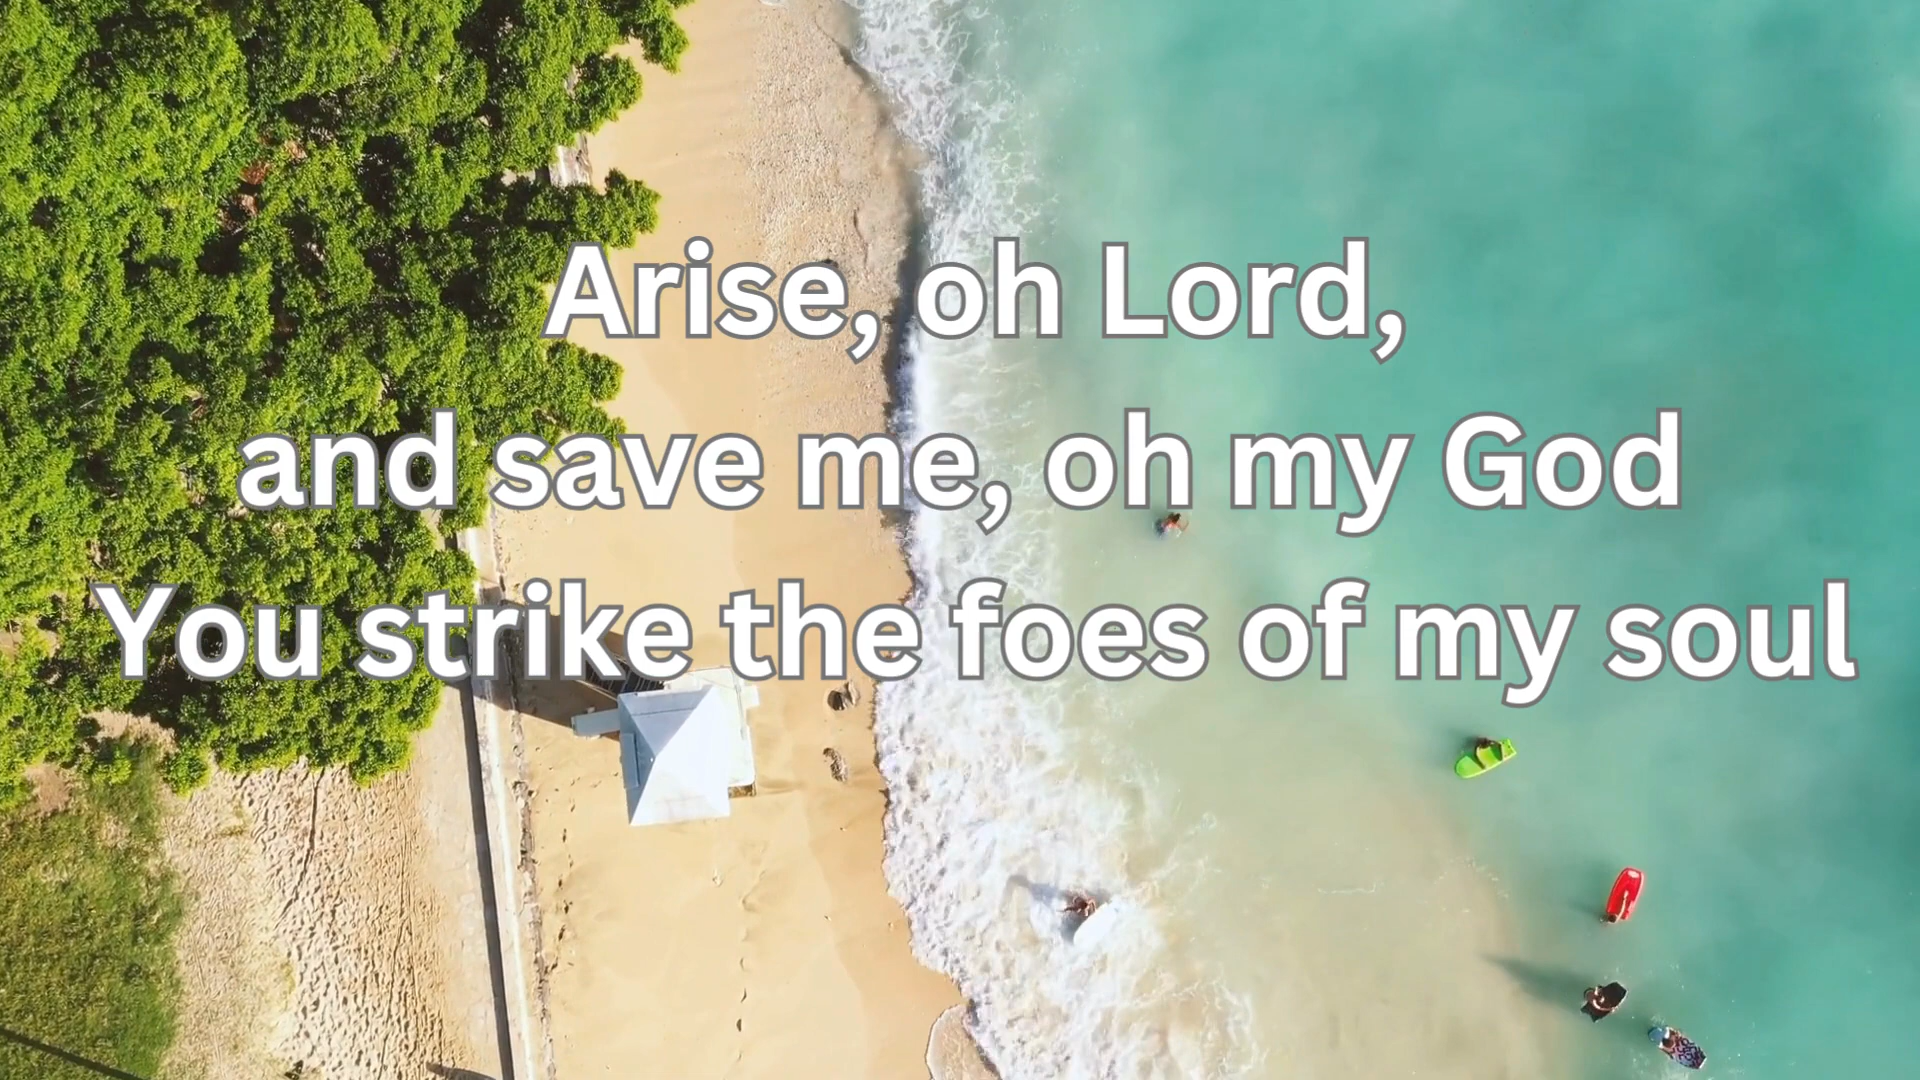 Arise, oh Lord,
and save me, oh my God
You strike the foes of my soul